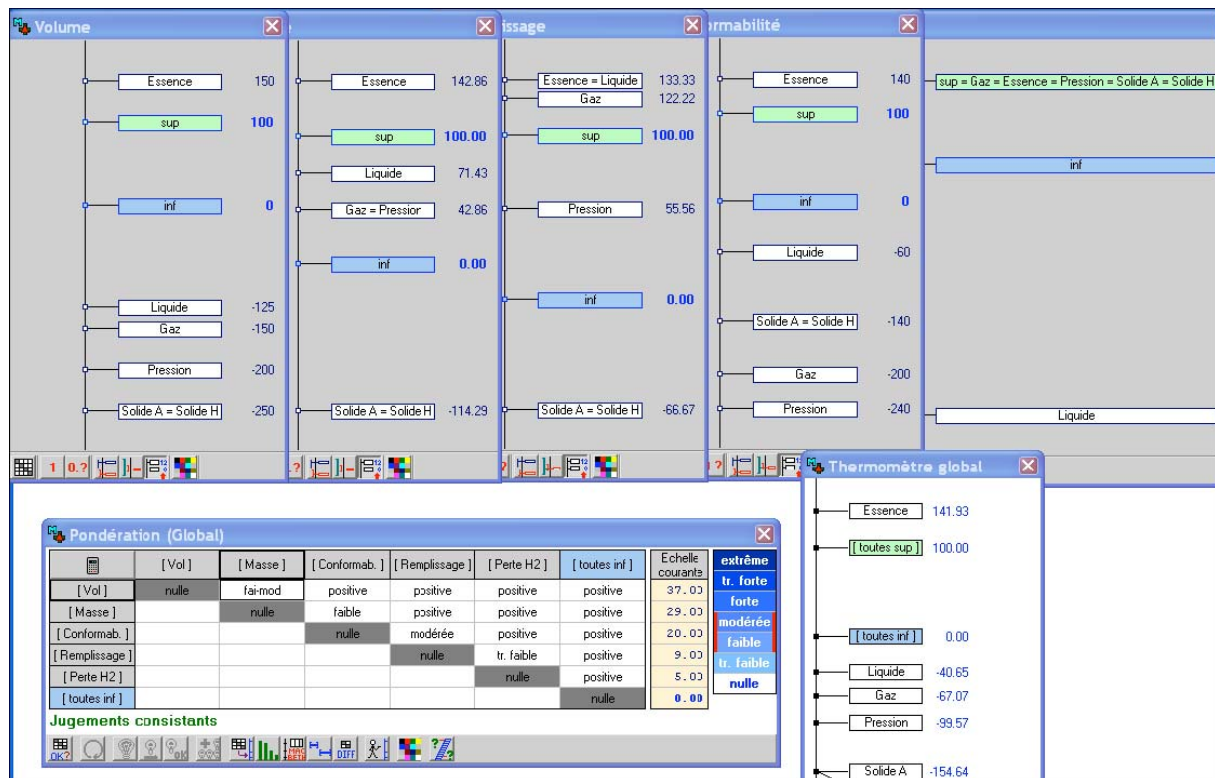 Volume
Essence 150
sup 100
inf 0
Liquide -125
Gaz -150
Pression -200
Solide A = Solide H -250
1 0.?
Essence 142.86
sup 100.00
Liquide 71.43
Gaz = Pression 42.86
inf 0.00
Solide A = Solide H -114.29
issage
Essence = Liquide 133.33
Gaz 122.22
sup 100.00
Pression 55.56
inf 0.00
Solide A = Solide H -66.67
ormabilité
Essence 140
sup 100
inf 0
Liquide -60
Solide A = Solide H -140
Gaz -200
Pression -240
sup = Gaz = Essence = Pression = Solide A = Solide H
inf
Liquide
Thermomètre global
Essence 141.93
[ toutes sup ] 100.00
[ toutes inf ] 0.00
Liquide -40.65
Gaz -67.07
Pression -99.57
Solide A -154.64
Pondération (Global)
[ Vol ] [ Masse ] [ Conformab. ] [ Remplissage ] [ Perte H2 ] [ toutes inf ] Echelle courante
[ Vol ] nulle fai-mod positive positive positive positive 37.00
[ Masse ] nulle faible positive positive positive 29.00
[ Conformab. ] nulle modérée positive positive 20.00
[ Remplissage ] nulle tr. faible positive 9.00
[ Perte H2 ] nulle positive 5.00
[ toutes inf ] nulle 0.00
extrême
tr. forte
forte
modérée
faible
tr. faible
nulle
Jugements consistants